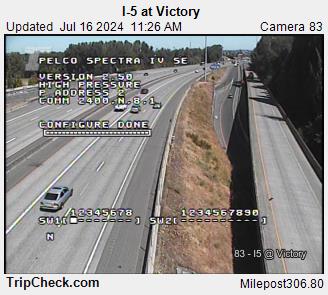 I-5 at Victory
Updated Jul 16 2024 11:26 AM Camera 83
PELCO SPECTRA IV SE
VERSION 2.50
HIGH PRESSURE
P ADDRESS 2
COMM 2400,N,8,1
CONFIGURE DONE
12345678 1234567890
SW1[ ] SW2[ ]
N
83 - I5 @ Victory
TripCheck.com Milepost306.80